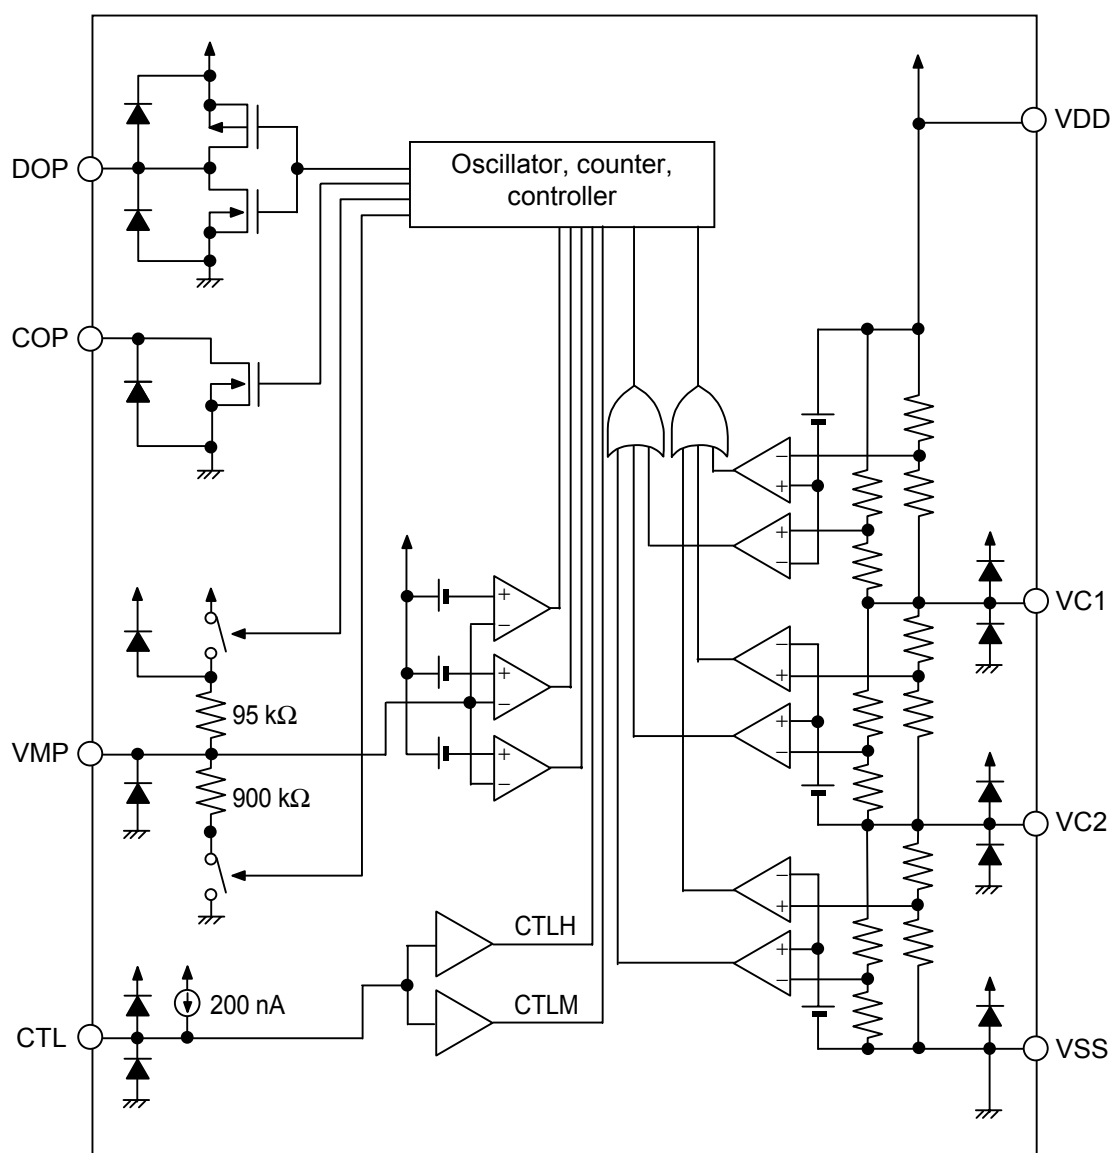 VDD
DOP
Oscillator, counter,
controller
COP
−
+
+
−
VC1
+
−
−
+
+
−
+
−
95 kΩ
VMP
+
−
900 kΩ
VC2
−
+
CTLH
+
−
200 nA
CTLM
CTL
VSS